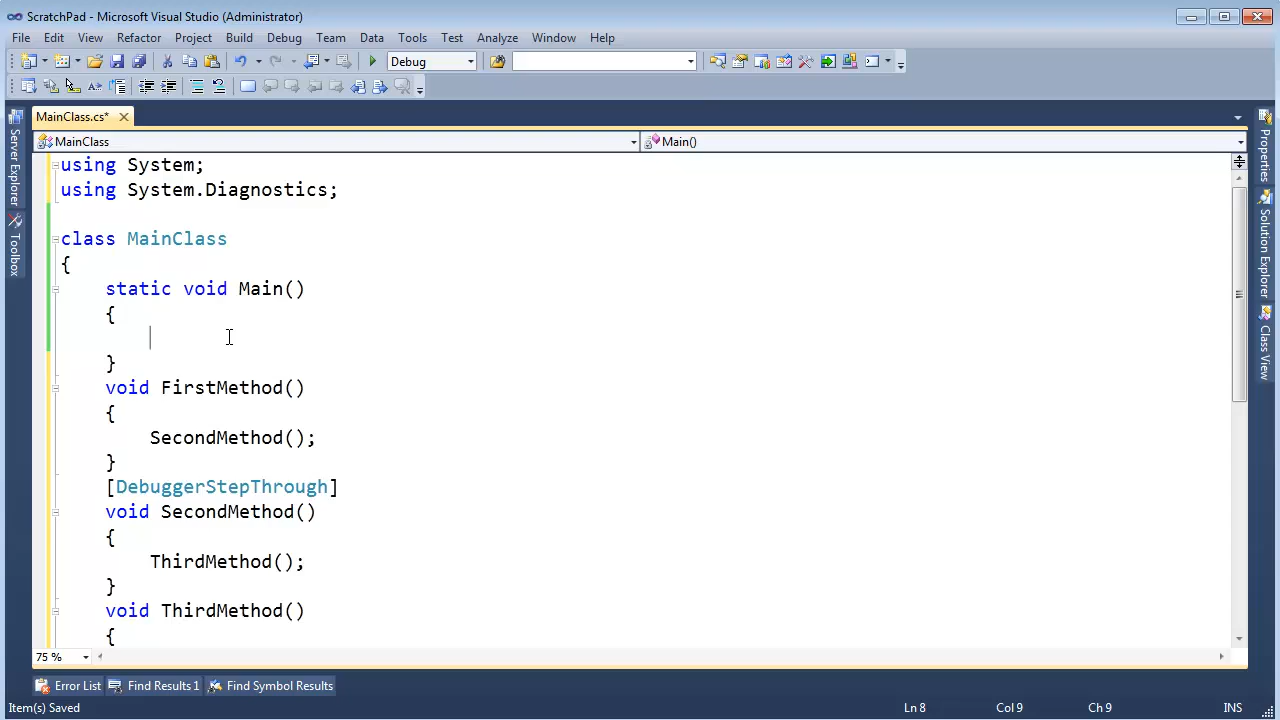 ScratchPad - Microsoft Visual Studio (Administrator)
File Edit View Refactor Project Build Debug Team Data Tools Test Analyze Window Help
Debug
MainClass.cs*
MainClass
Main()
Server Explorer
Toolbox
using System;
using System.Diagnostics;
class MainClass
{
static void Main()
{
}
void FirstMethod()
{
SecondMethod();
}
[DebuggerStepThrough]
void SecondMethod()
{
ThirdMethod();
}
void ThirdMethod()
{
Properties
Solution Explorer
Class View
75 %
Error List Find Results 1 Find Symbol Results
Item(s) Saved Ln 8 Col 9 Ch 9 INS